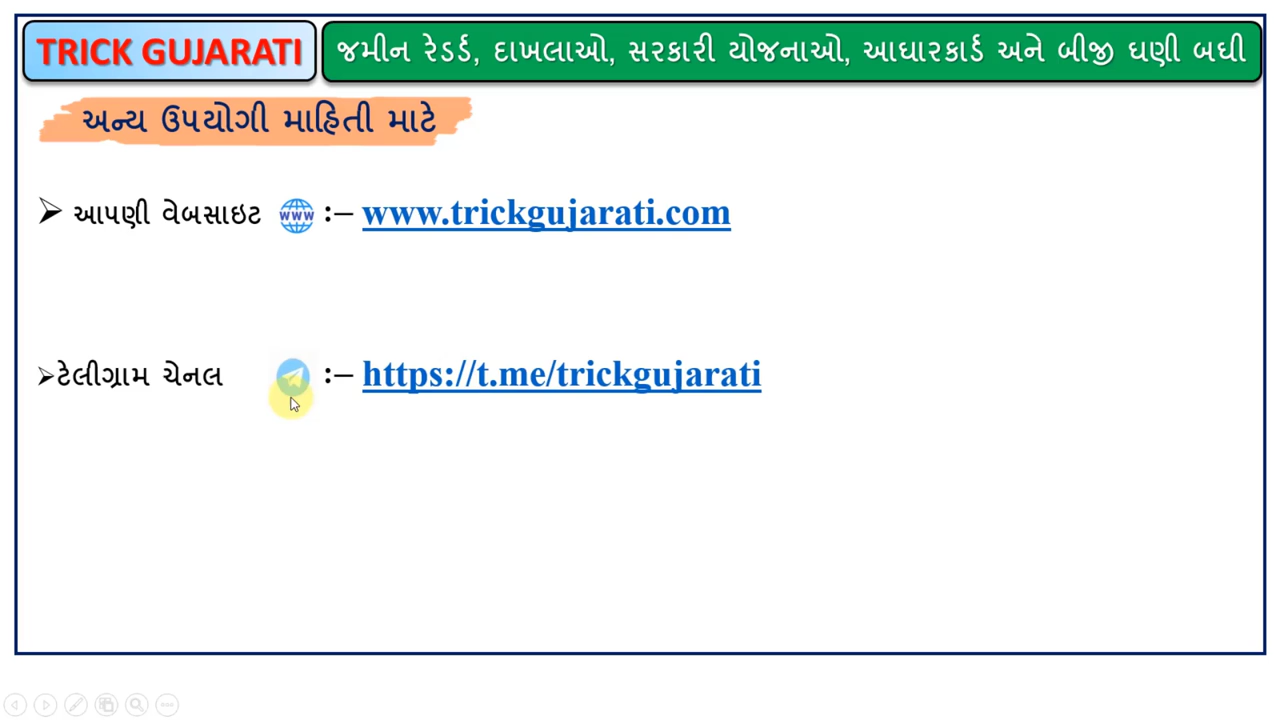 TRICK GUJARATI જમીન રેકર્ડ, દાખલાઓ, સરકારી યોજનાઓ, આધારકાર્ડ અને બીજી ઘણી બધી
અન્ય ઉપયોગી માહિતી માટે
➢ આપણી વેબસાઇટ www :– www.trickgujarati.com
➢ટેલીગ્રામ ચેનલ :– https://t.me/trickgujarati